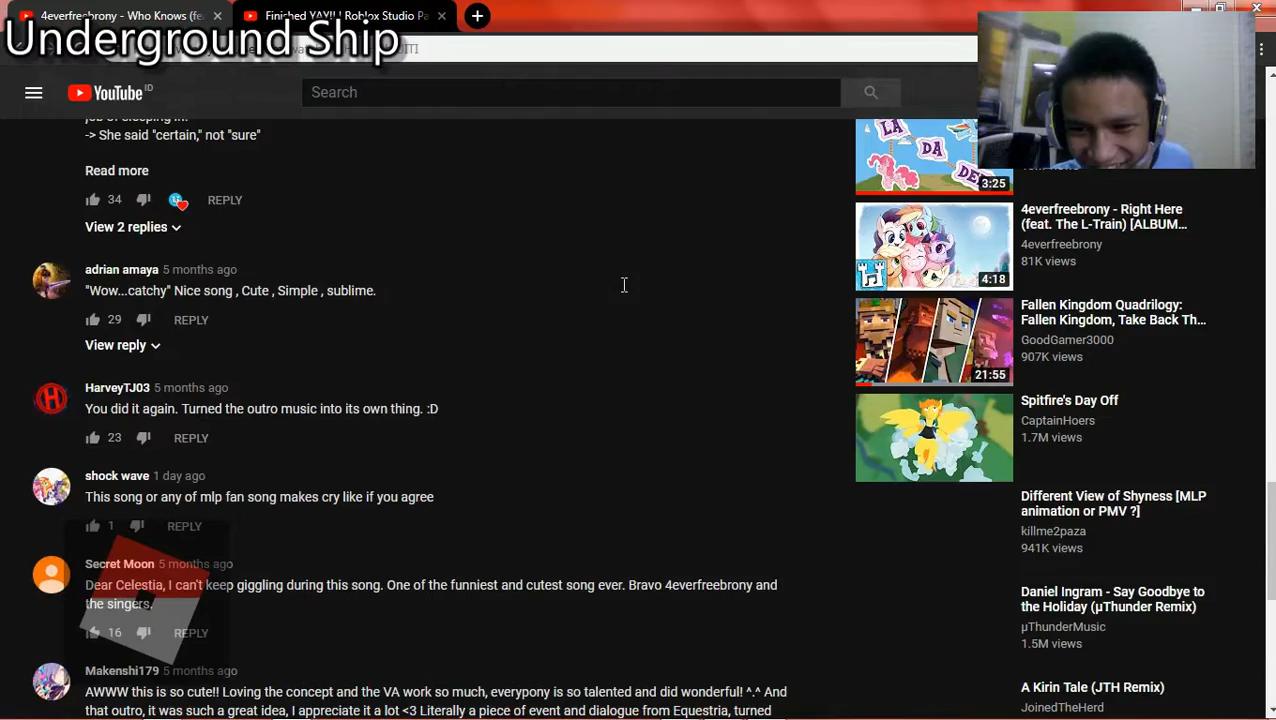 4everfreebrony - Who Knows (fe
Finished YAY!! | Roblox Studio Pa
Underground Ship
YouTube ID
Search
-> She said "certain," not "sure"
Read more
34
REPLY
View 2 replies
adrian amaya 5 months ago
"Wow...catchy" Nice song , Cute , Simple , sublime.
29
REPLY
View reply
HarveyTJ03 5 months ago
You did it again. Turned the outro music into its own thing. :D
23
REPLY
shock wave 1 day ago
This song or any of mlp fan song makes cry like if you agree
1
REPLY
Secret Moon 5 months ago
Dear Celestia, I can't keep giggling during this song. One of the funniest and cutest song ever. Bravo 4everfreebrony and
the singers.
16
REPLY
Makenshi179 5 months ago
AWWW this is so cute!! Loving the concept and the VA work so much, everypony is so talented and did wonderful! ^.^ And
that outro, it was such a great idea, I appreciate it a lot <3 Literally a piece of event and dialogue from Equestria, turned
LA
DA
DEE
3:25
4everfreebrony - Right Here
(feat. The L-Train) [ALBUM...
4everfreebrony
81K views
4:18
Fallen Kingdom Quadrilogy:
Fallen Kingdom, Take Back Th...
GoodGamer3000
907K views
21:55
Spitfire's Day Off
CaptainHoers
1.7M views
Different View of Shyness [MLP
animation or PMV ?]
killme2paza
941K views
Daniel Ingram - Say Goodbye to
the Holiday (µThunder Remix)
µThunderMusic
1.5M views
A Kirin Tale (JTH Remix)
JoinedTheHerd